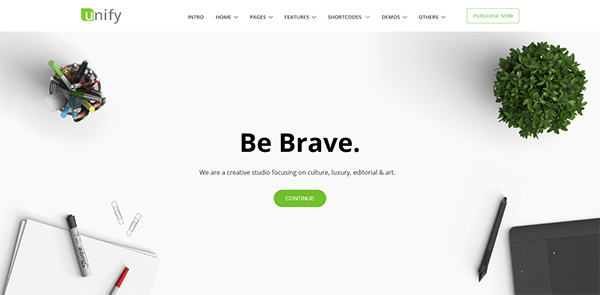 unify
INTRO HOME PAGES FEATURES SHORTCODES DEMOS OTHERS PURCHASE NOW
Be Brave.
We are a creative studio focusing on culture, luxury, editorial & art.
CONTINUE